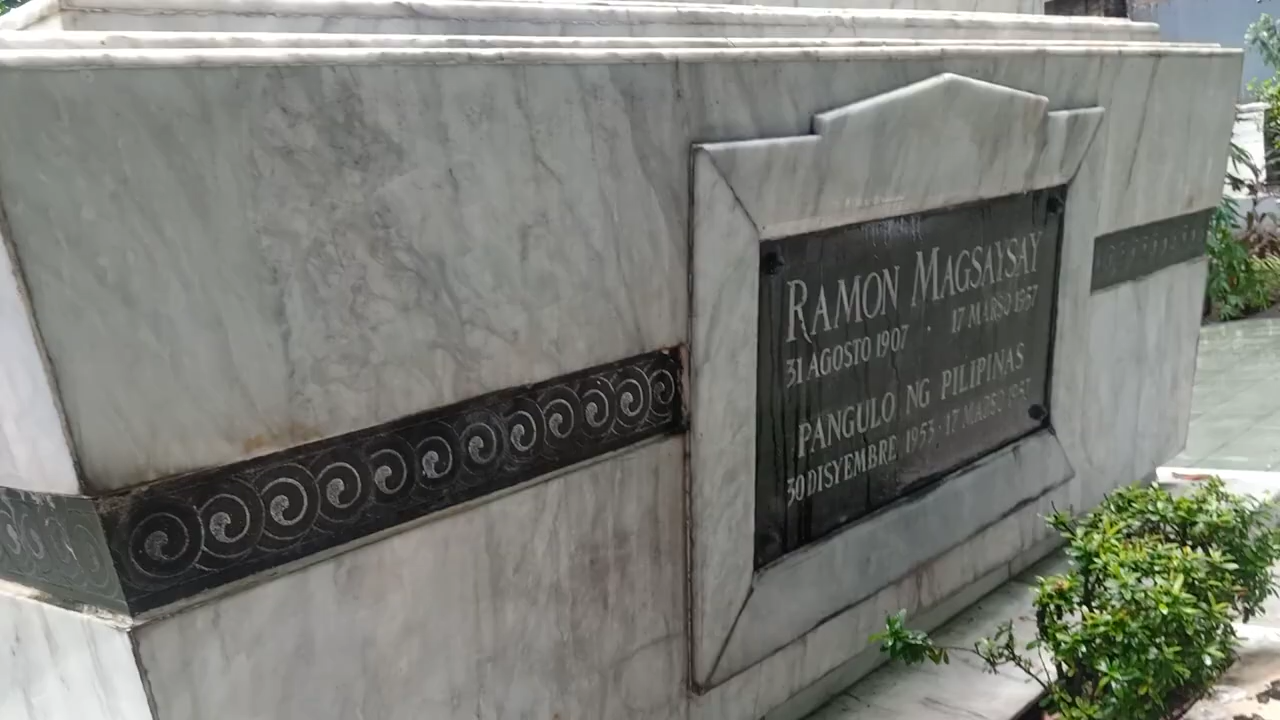 RAMON MAGSAYSAY
31 AGOSTO 1907 · 17 MARSO 1957
PANGULO NG PILIPINAS
30 DISYEMBRE 1953 · 17 MARSO 1957